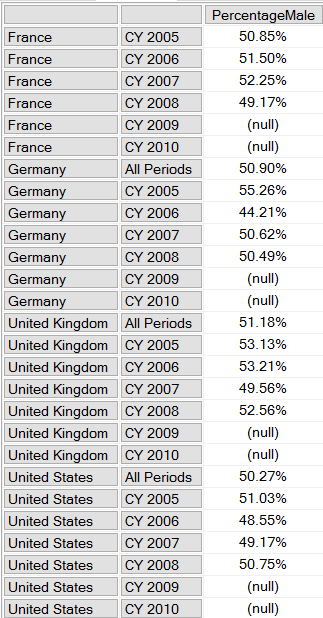 PercentageMale
France CY 2005 50.85%
France CY 2006 51.50%
France CY 2007 52.25%
France CY 2008 49.17%
France CY 2009 (null)
France CY 2010 (null)
Germany All Periods 50.90%
Germany CY 2005 55.26%
Germany CY 2006 44.21%
Germany CY 2007 50.62%
Germany CY 2008 50.49%
Germany CY 2009 (null)
Germany CY 2010 (null)
United Kingdom All Periods 51.18%
United Kingdom CY 2005 53.13%
United Kingdom CY 2006 53.21%
United Kingdom CY 2007 49.56%
United Kingdom CY 2008 52.56%
United Kingdom CY 2009 (null)
United Kingdom CY 2010 (null)
United States All Periods 50.27%
United States CY 2005 51.03%
United States CY 2006 48.55%
United States CY 2007 49.17%
United States CY 2008 50.75%
United States CY 2009 (null)
United States CY 2010 (null)